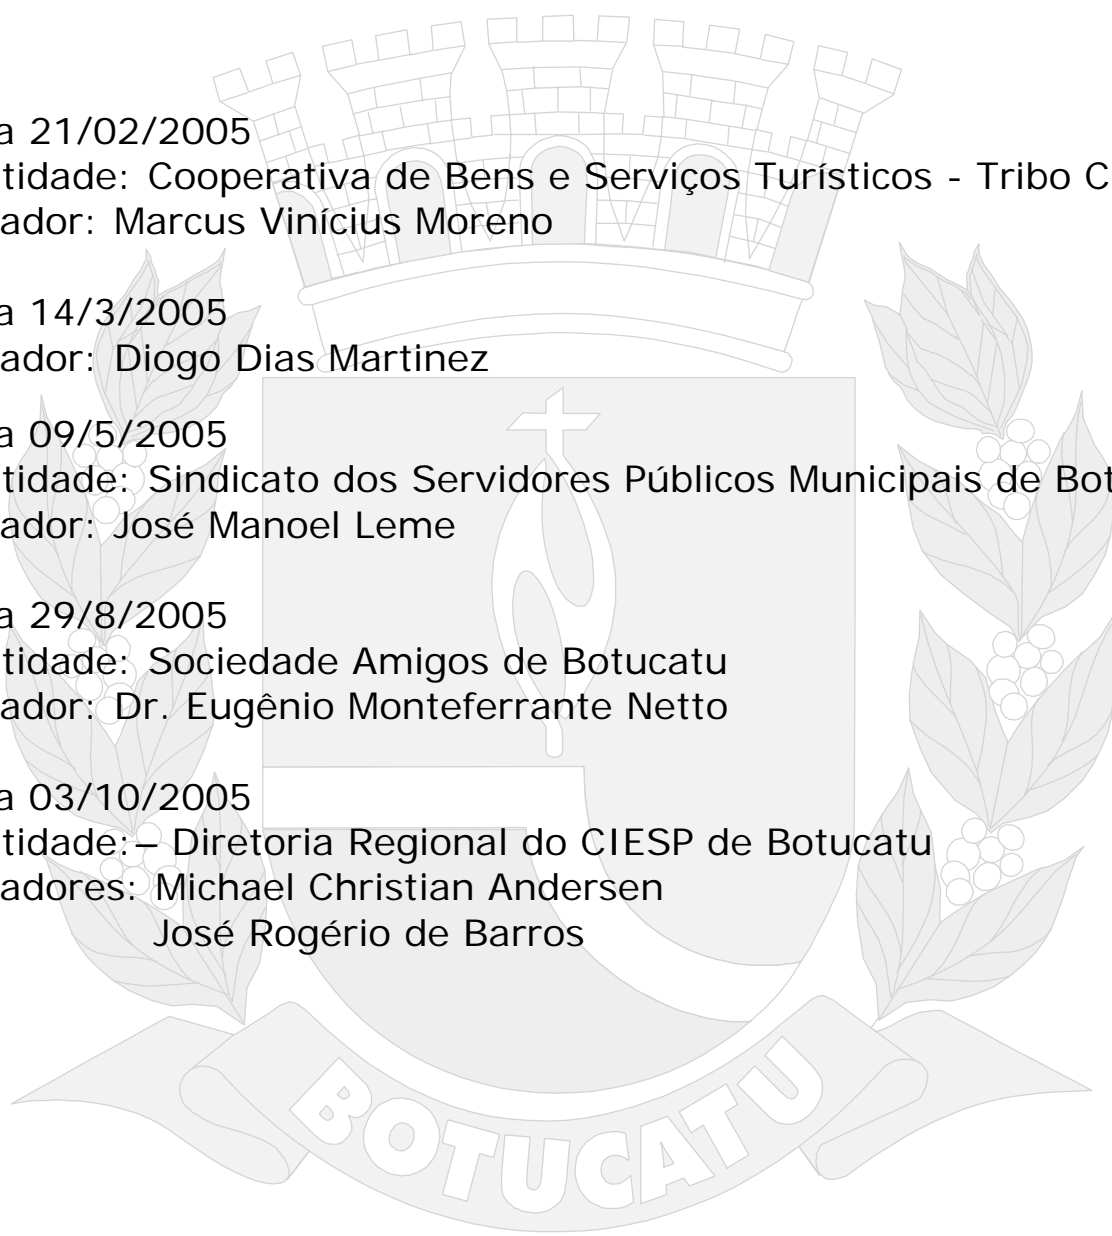 a 21/02/2005
tidade: Cooperativa de Bens e Serviços Turísticos - Tribo C
ador: Marcus Vinícius Moreno
a 14/3/2005
ador: Diogo Dias Martinez
a 09/5/2005
tidade: Sindicato dos Servidores Públicos Municipais de Bot
ador: José Manoel Leme
a 29/8/2005
tidade: Sociedade Amigos de Botucatu
ador: Dr. Eugênio Monteferrante Netto
a 03/10/2005
tidade:– Diretoria Regional do CIESP de Botucatu
adores: Michael Christian Andersen
José Rogério de Barros
BOTUCATU